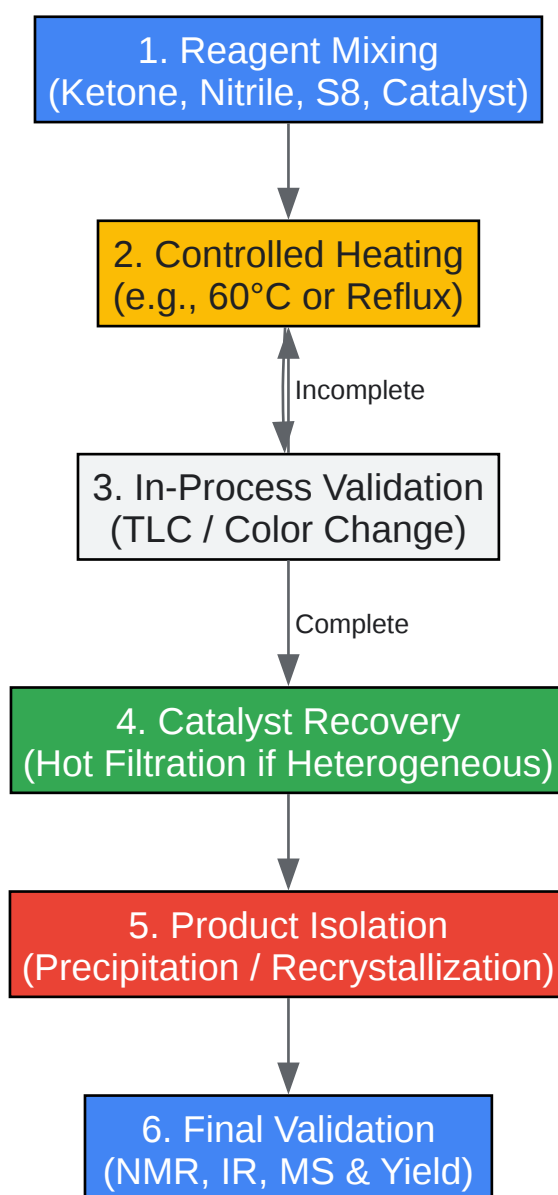 1. Reagent Mixing
(Ketone, Nitrile, S8, Catalyst)
2. Controlled Heating
(e.g., 60°C or Reflux)
Incomplete
3. In-Process Validation
(TLC / Color Change)
Complete
4. Catalyst Recovery
(Hot Filtration if Heterogeneous)
5. Product Isolation
(Precipitation / Recrystallization)
6. Final Validation
(NMR, IR, MS & Yield)